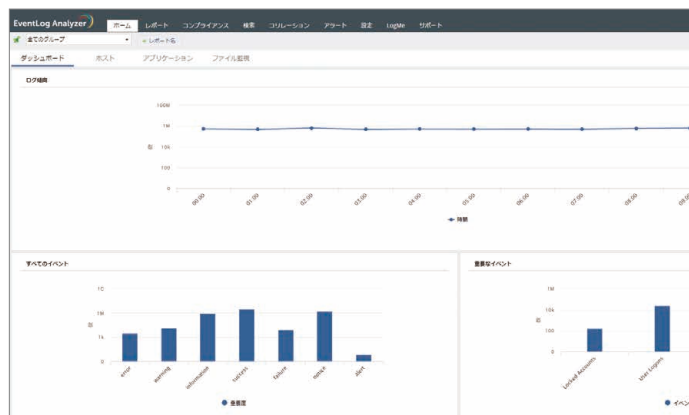 EventLog Analyzer
ホーム レポート コンプライアンス 検索 コリレーション アラート 設定 LogMe サポート
全てのグループ
レポート名
ダッシュボード ホスト アプリケーション ファイル監視
ログ傾向
100M
1M
10k
100
0
数
00:00 01:00 02:00 03:00 04:00 05:00 06:00 07:00 08:00
時間
すべてのイベント
1G
1M
1k
0
数
error warning information success failure notice alert
重要度
重要なイベント
1M
10k
100
0
数
Locked Accounts User Logons